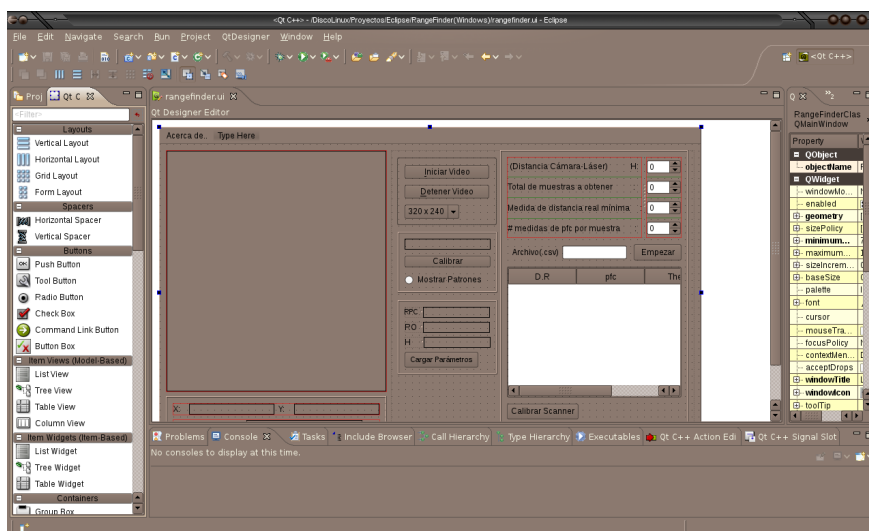 <Qt C++> - /DiscoLinux/Proyectos/Eclipse/RangeFinder(Windows)/rangefinder.ui - Eclipse
File Edit Navigate Search Run Project QtDesigner Window Help
<Qt C++>
Proj
Qt C
rangefinder.ui
<Filter>
Layouts
Vertical Layout
Horizontal Layout
Grid Layout
Form Layout
Spacers
Horizontal Spacer
Vertical Spacer
Buttons
Push Button
Tool Button
Radio Button
Check Box
Command Link Button
Button Box
Item Views (Model-Based)
List View
Tree View
Table View
Column View
Item Widgets (Item-Based)
List Widget
Tree Widget
Table Widget
Containers
Group Box
Qt Designer Editor
Acerca de.. Type Here
Iniciar Video
Detener Video
320 x 240
Calibrar
Mostrar Patrones
RPC
RO
H
Cargar Parámetros
X:
Y:
(Distancia Cámara-Láser) H: 0
Total de muestras a obtener : 0
Medida de distancia real mínima : 0
# medidas de pfc por muestra : 0
Archivo(.csv)
Empezar
D.R pfc The
Calibrar Scanner
RangeFinderClas
QMainWindow
Property
QObject
objectName
QWidget
windowMo...
enabled
geometry
sizePolicy
minimum...
maximum...
sizeIncrem...
baseSize
palette
font
cursor
mouseTra...
focusPolicy
contextMen...
acceptDrops
windowTitle
windowIcon
toolTip
Problems Console Tasks Include Browser Call Hierarchy Type Hierarchy Executables Qt C++ Action Edi Qt C++ Signal Slot
No consoles to display at this time.